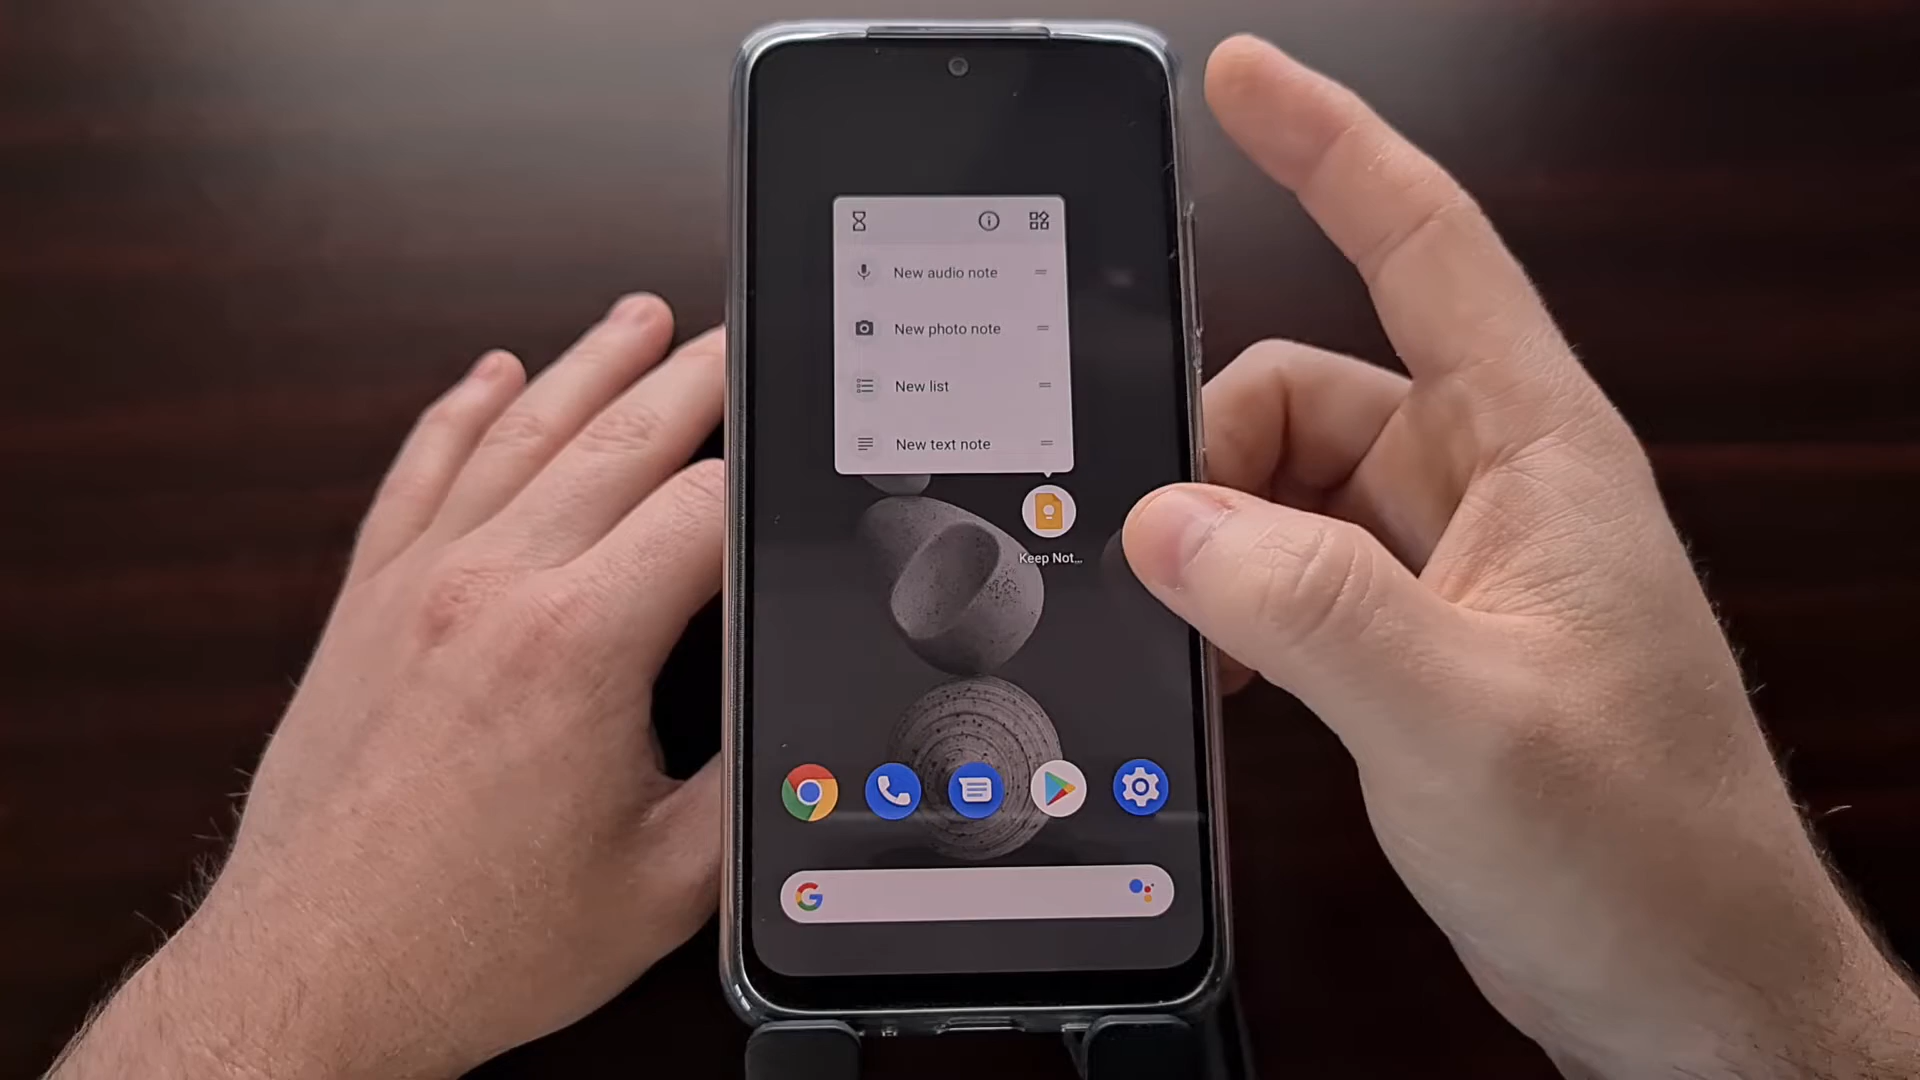 New audio note
New photo note
New list
New text note
Keep Not...
G